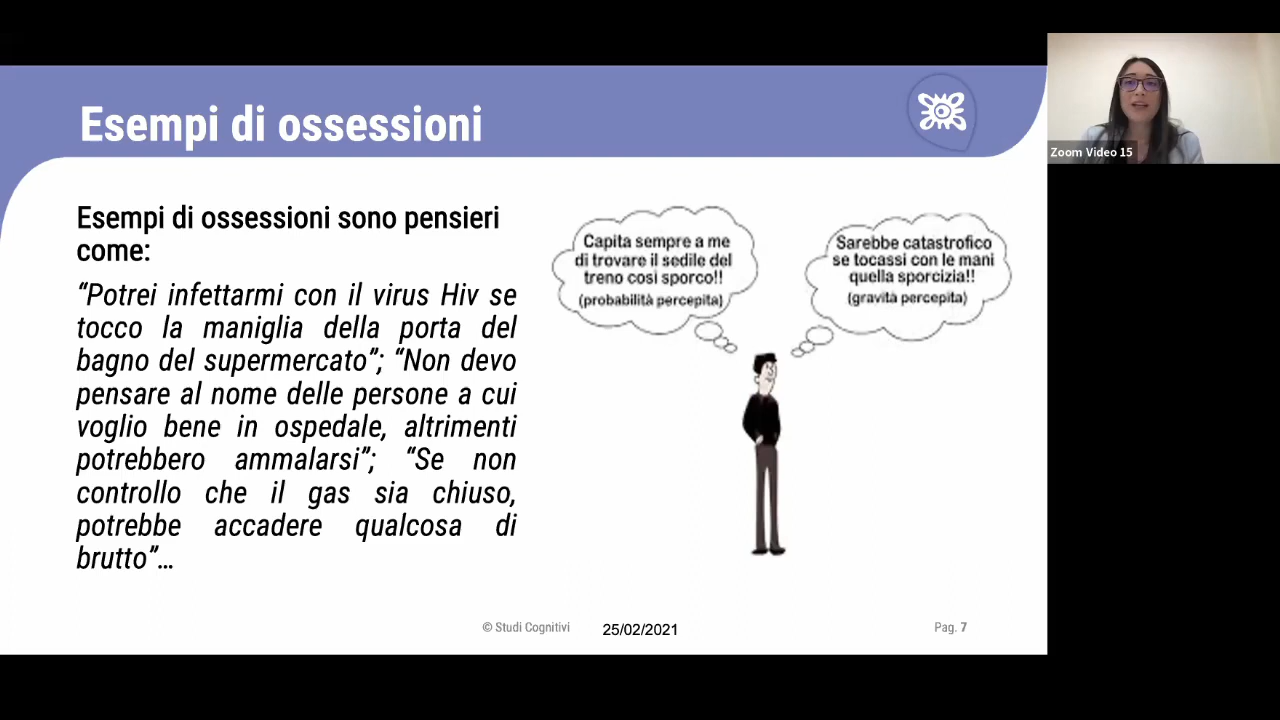 Esempi di ossessioni
Zoom Video 15
Esempi di ossessioni sono pensieri
come:
“Potrei infettarmi con il virus Hiv se
tocco la maniglia della porta del
bagno del supermercato”; “Non devo
pensare al nome delle persone a cui
voglio bene in ospedale, altrimenti
potrebbero ammalarsi”; “Se non
controllo che il gas sia chiuso,
potrebbe accadere qualcosa di
brutto”…
Capita sempre a me
di trovare il sedile del
treno così sporco!!
(probabilità percepita)
Sarebbe catastrofico
se tocassi con le mani
quella sporcizia!!
(gravità percepita)
© Studi Cognitivi
25/02/2021
Pag. 7